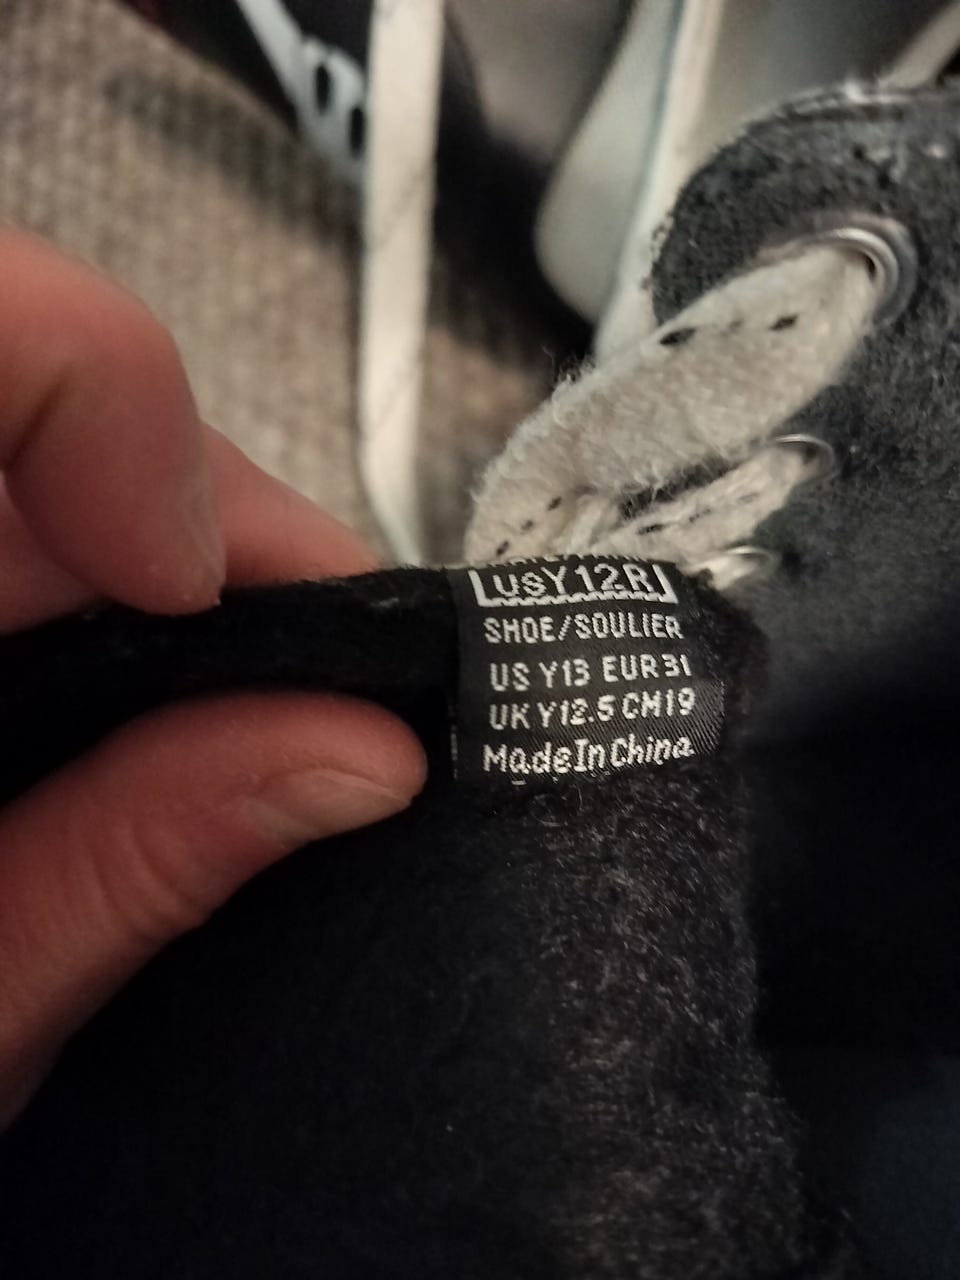 USY12R
SHOE/SOULIER
US Y13 EUR31
UK Y12.5 CM19
MadeInChina